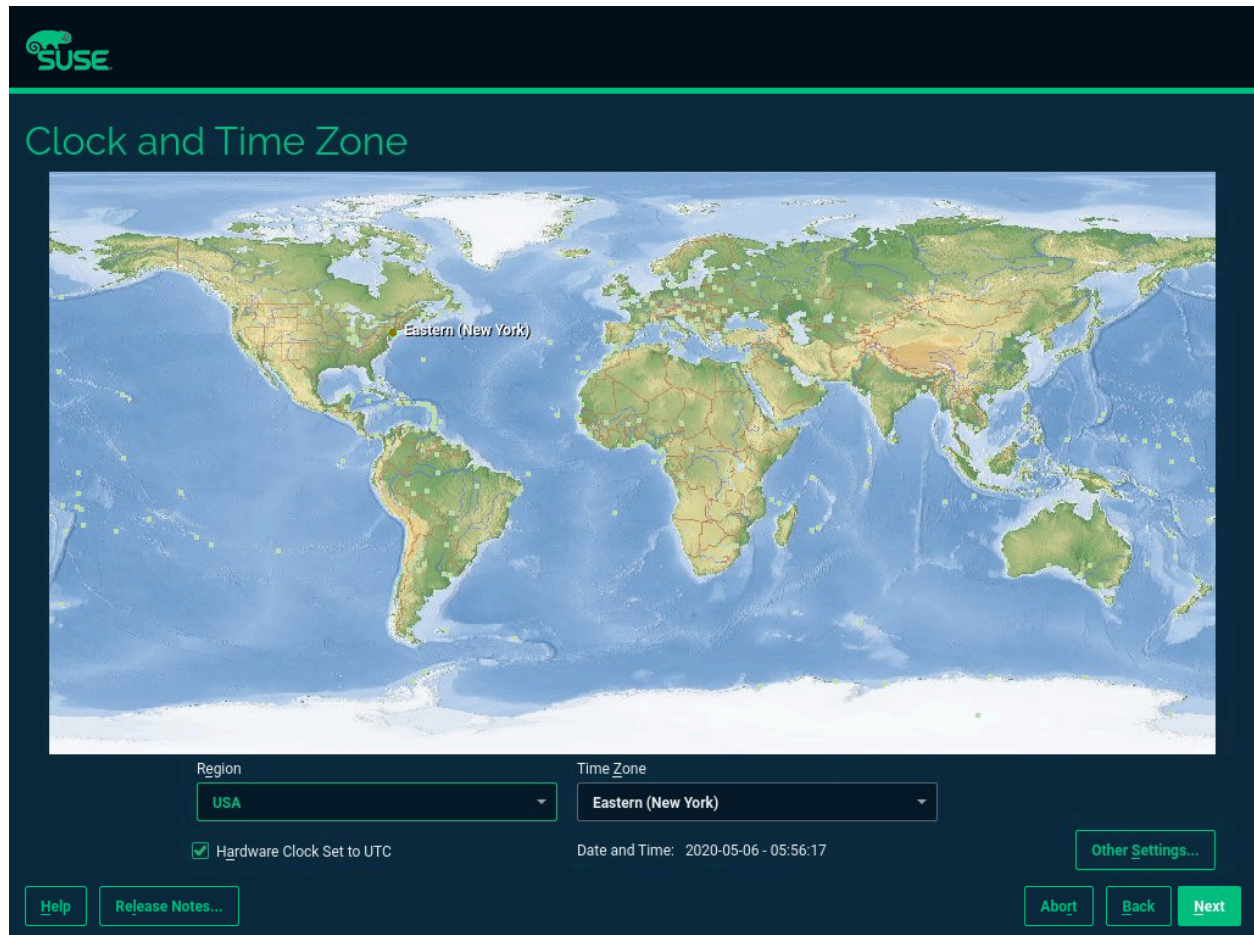 SUSE
Clock and Time Zone
Eastern (New York)
Region
Time Zone
USA
Eastern (New York)
Hardware Clock Set to UTC
Date and Time: 2020-05-06 - 05:56:17
Other Settings...
Help
Release Notes...
Abort
Back
Next